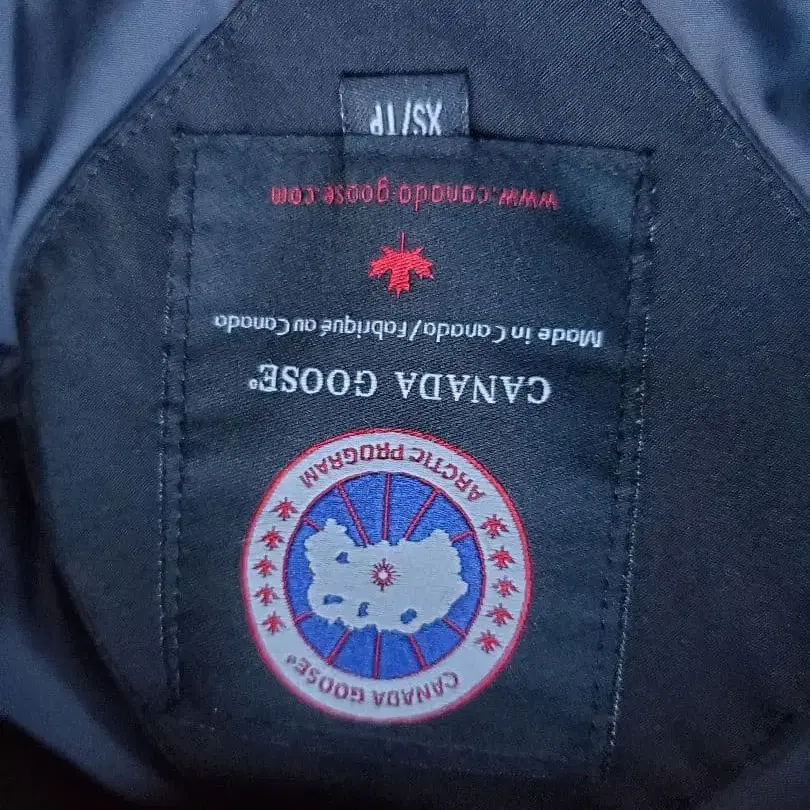 CANADA GOOSE®
ARCTIC PROGRAM
CANADA GOOSE®
Made in Canada/Fabriqué au Canada
www.canada-goose.com
XS/TP